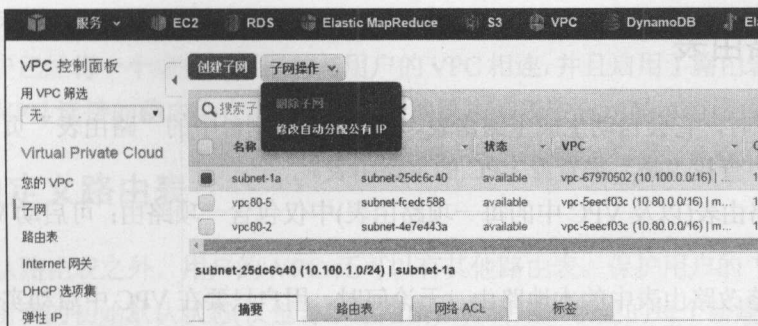 服务 EC2 RDS Elastic MapReduce S3 VPC DynamoDB
VPC 控制面板
用 VPC 筛选
无
Virtual Private Cloud
您的 VPC
子网
路由表
Internet 网关
DHCP 选项集
弹性 IP
创建子网 子网操作
搜索子
删除子网
修改自动分配公有 IP
名称 状态 VPC
subnet-1a subnet-25dc6c40 available vpc-67970502 (10.100.0.0/16) | ...
vpc80-5 subnet-fcedc588 available vpc-5eecf03c (10.80.0.0/16) | m...
vpc80-2 subnet-4e7e443a available vpc-5eecf03c (10.80.0.0/16) | m...
subnet-25dc6c40 (10.100.1.0/24) | subnet-1a
摘要 路由表 网络 ACL 标签